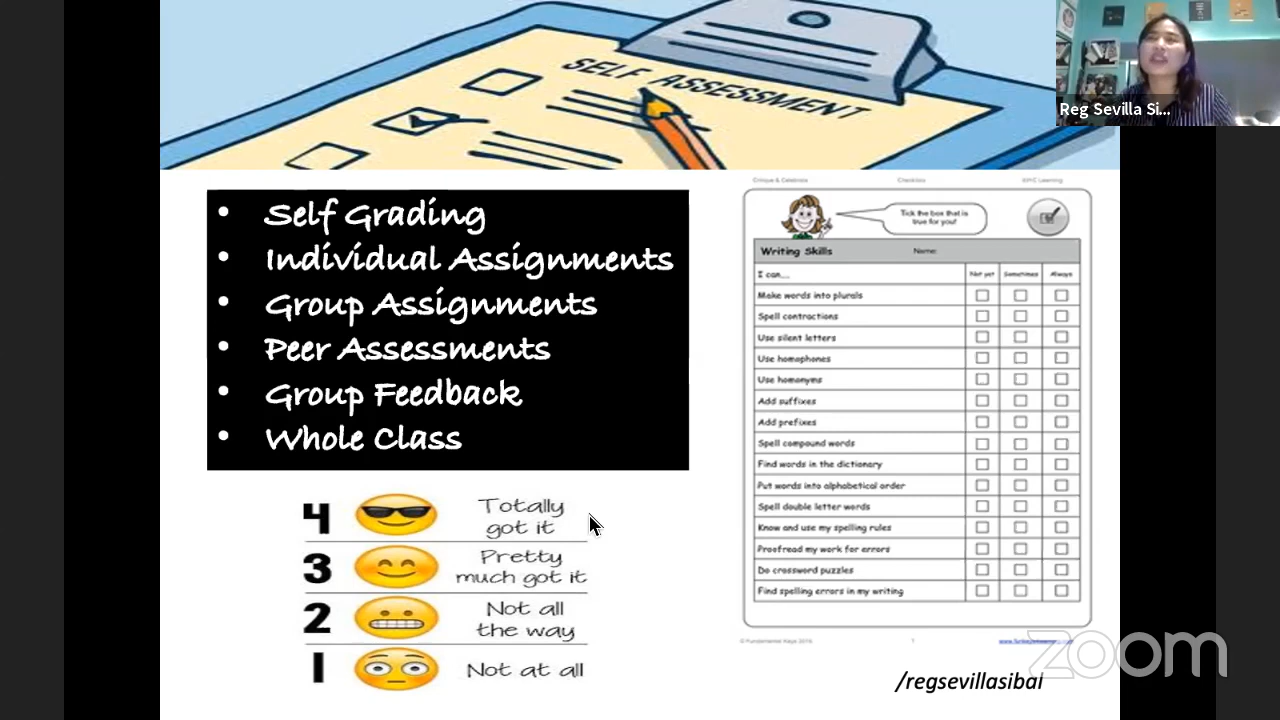 SELF ASSESSMENT
Reg Sevilla Si...
• Self Grading
• Individual Assignments
• Group Assignments
• Peer Assessments
• Group Feedback
• Whole Class
4 Totally
got it
3 Pretty
much got it
2 Not all
the way
1 Not at all
Critique & Celebrate Checklists
Learning
Tick the box that is
true for you!
Writing Skills Name:
I can.... Not yet Sometimes Always
Make words into plurals
Spell contractions
Use silent letters
Use homophones
Use homonyms
Add suffixes
Add prefixes
Spell compound words
Find words in the dictionary
Put words into alphabetical order
Spell double letter words
Know and use my spelling rules
Proofread my work for errors
Do crossword puzzles
Find spelling errors in my writing
/regsevillasibal
zoom